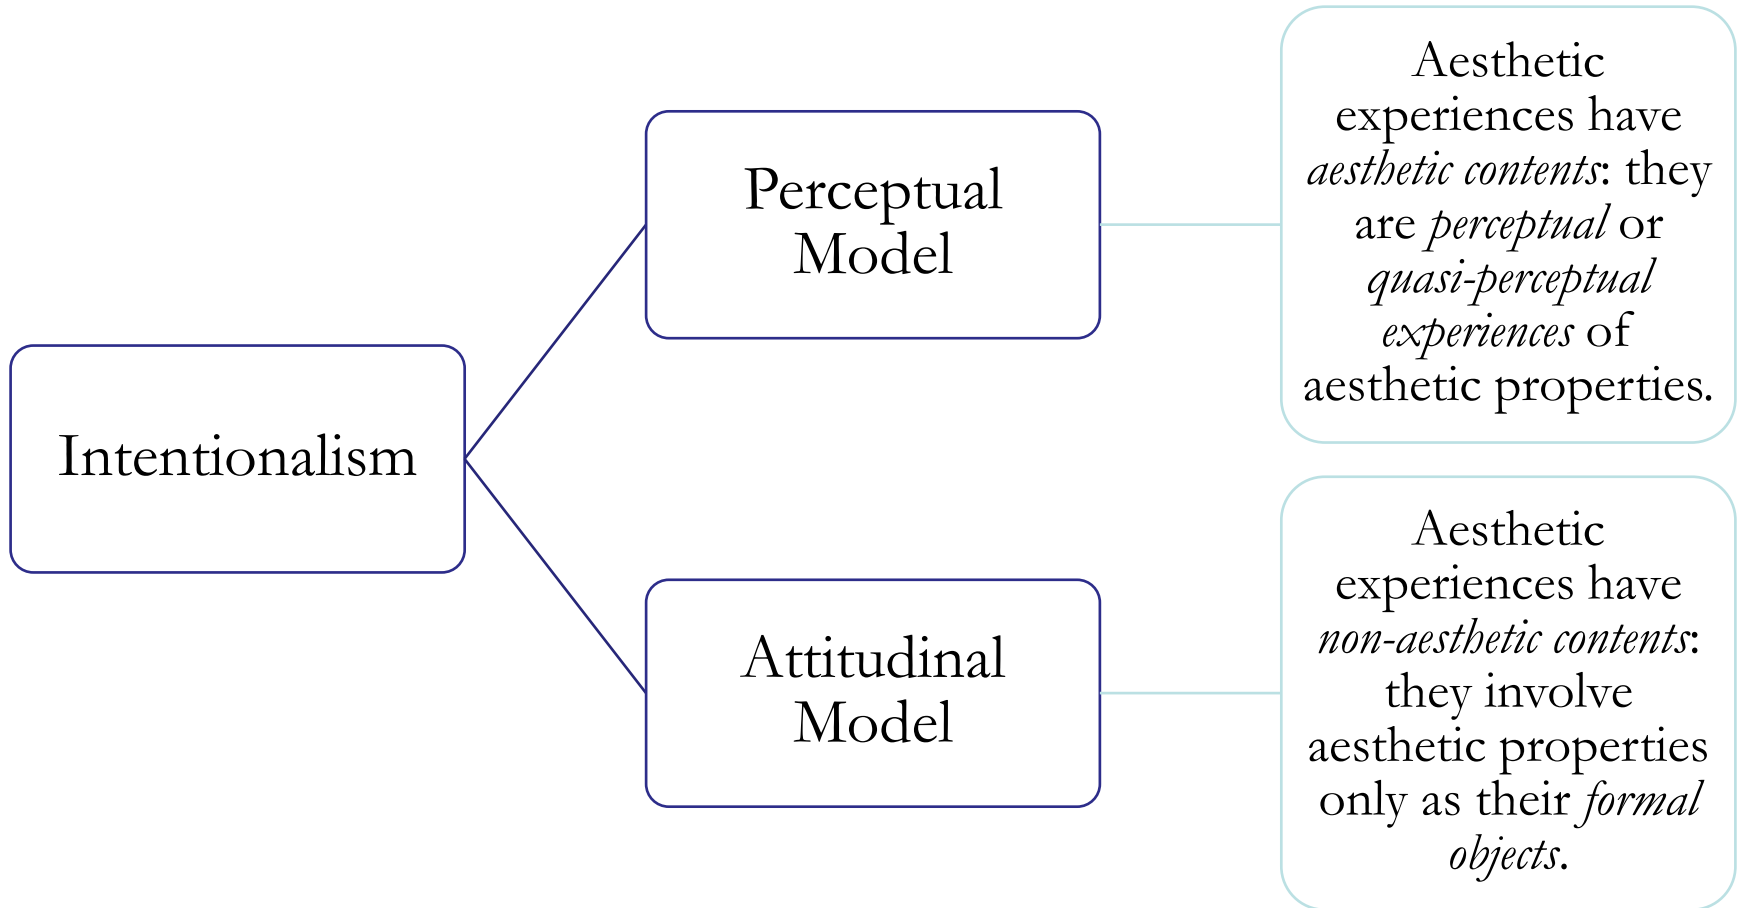 Intentionalism
Perceptual
Model
Aesthetic
experiences have
aesthetic contents: they
are perceptual or
quasi-perceptual
experiences of
aesthetic properties.
Attitudinal
Model
Aesthetic
experiences have
non-aesthetic contents:
they involve
aesthetic properties
only as their formal
objects.